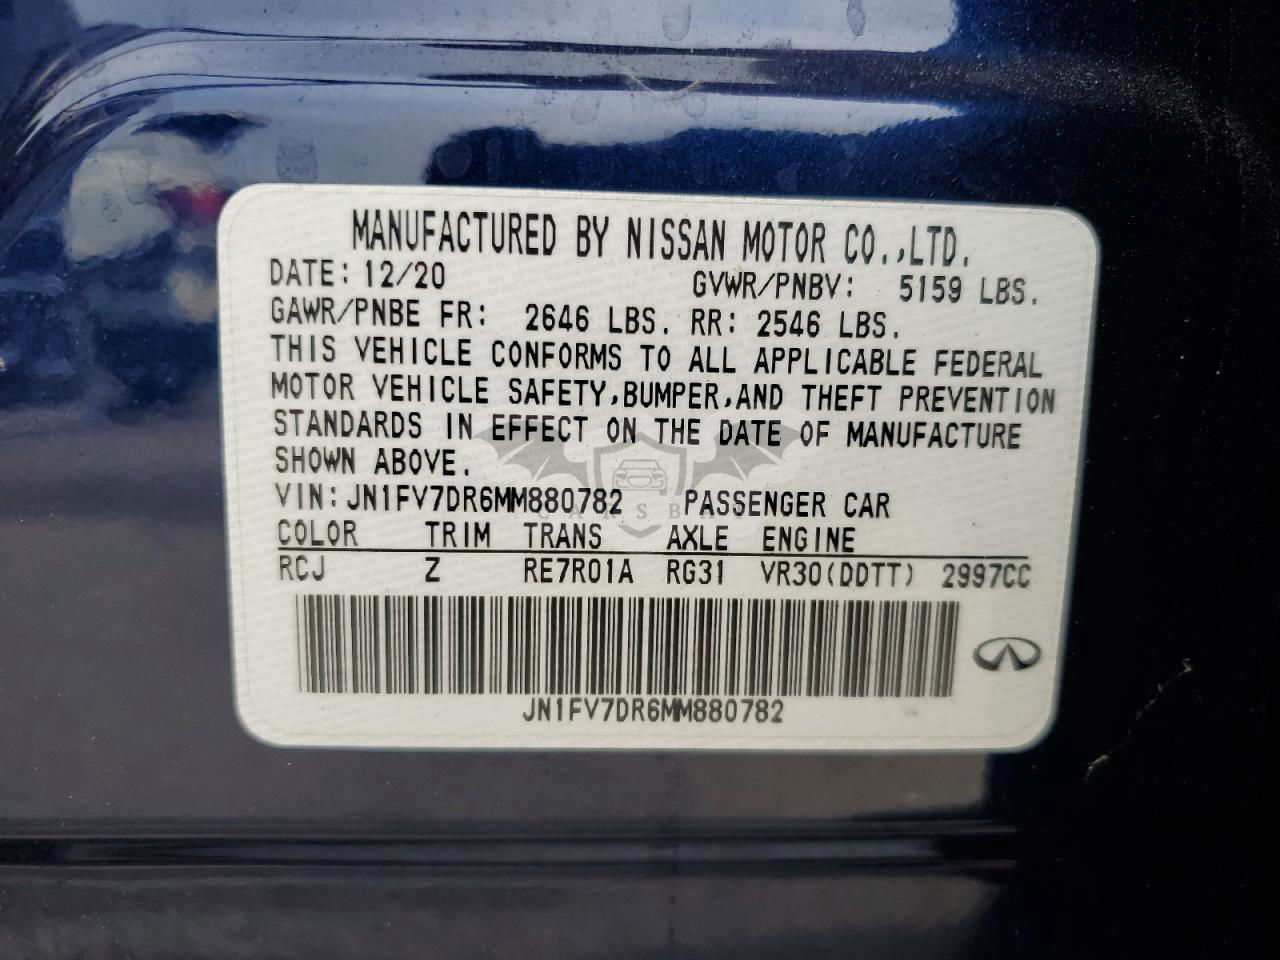 MANUFACTURED BY NISSAN MOTOR CO.,LTD.
DATE: 12/20 GVWR/PNBV: 5159 LBS.
GAWR/PNBE FR: 2646 LBS. RR: 2546 LBS.
THIS VEHICLE CONFORMS TO ALL APPLICABLE FEDERAL
MOTOR VEHICLE SAFETY,BUMPER,AND THEFT PREVENTION
STANDARDS IN EFFECT ON THE DATE OF MANUFACTURE
SHOWN ABOVE.
VIN: JN1FV7DR6MM880782 PASSENGER CAR
CARSBAT
COLOR TRIM TRANS AXLE ENGINE
RCJ Z RE7R01A RG31 VR30(DDTT) 2997CC
JN1FV7DR6MM880782